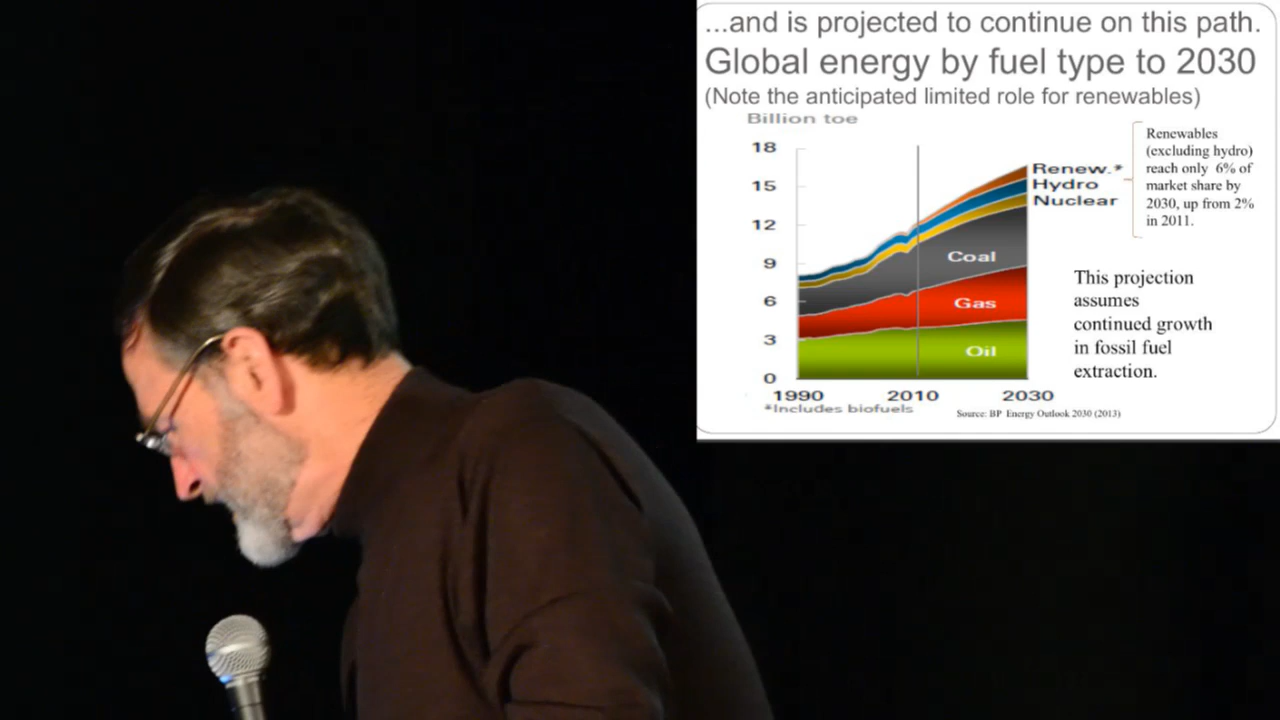 ...and is projected to continue on this path.
Global energy by fuel type to 2030
(Note the anticipated limited role for renewables)
Billion toe
18
15
12
9
6
3
0
Renew.*
Hydro
Nuclear
Coal
Gas
Oil
1990 2010 2030
*Includes biofuels
Source: BP Energy Outlook 2030 (2013)
Renewables
(excluding hydro)
reach only 6% of
market share by
2030, up from 2%
in 2011.
This projection
assumes
continued growth
in fossil fuel
extraction.